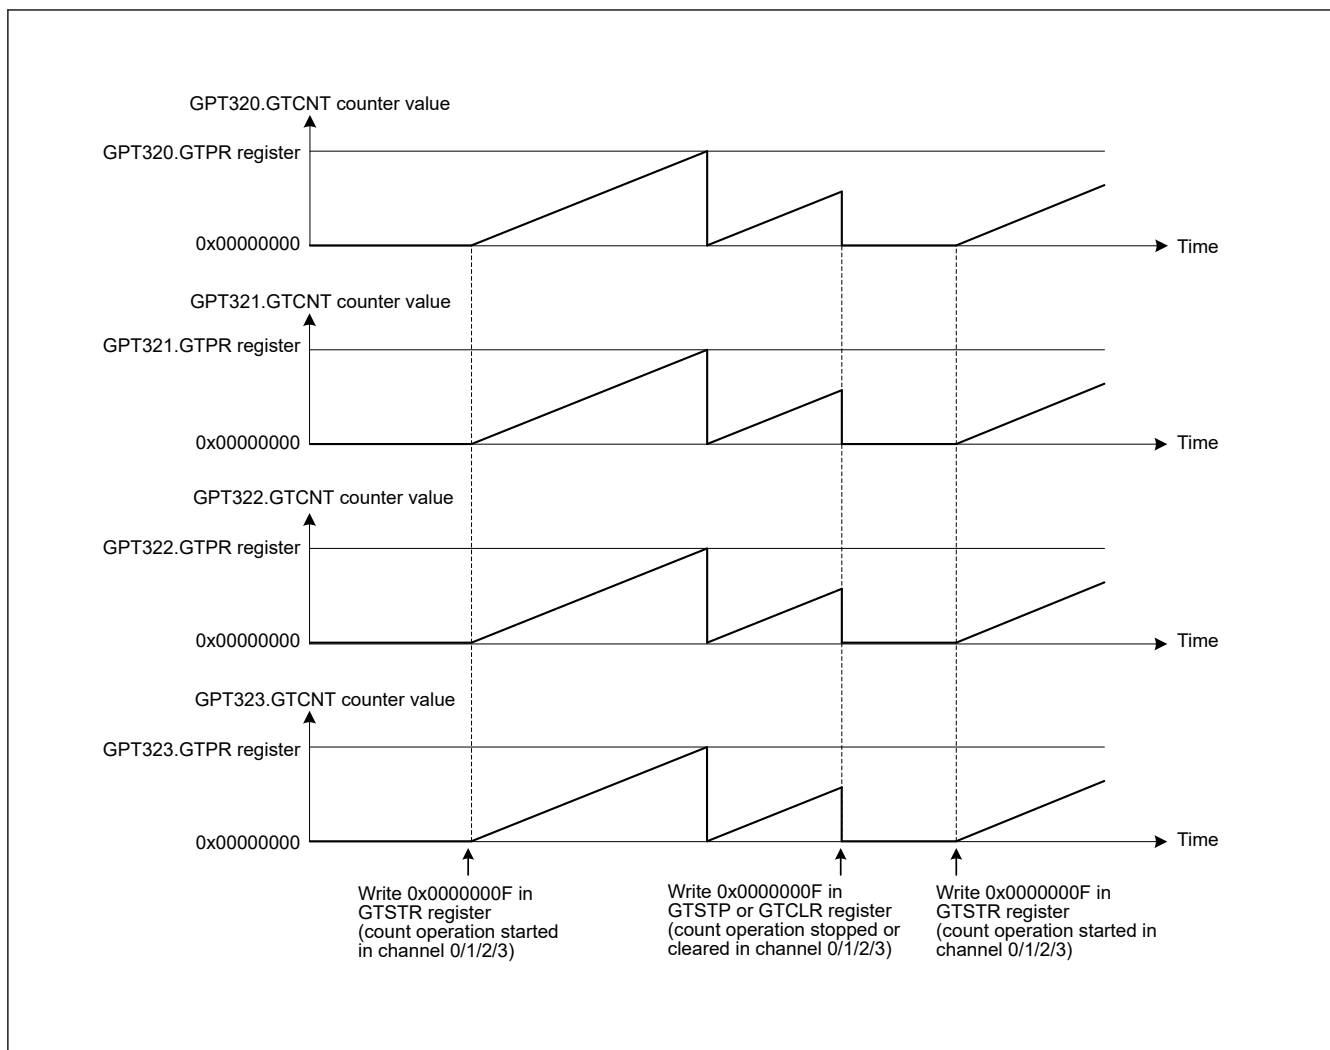 GPT320.GTCNT counter value
GPT320.GTPR register
0x00000000
Time
GPT321.GTCNT counter value
GPT321.GTPR register
0x00000000
Time
GPT322.GTCNT counter value
GPT322.GTPR register
0x00000000
Time
GPT323.GTCNT counter value
GPT323.GTPR register
0x00000000
Time
Write 0x0000000F in
GTSTR register
(count operation started
in channel 0/1/2/3)
Write 0x0000000F in
GTSTP or GTCLR register
(count operation stopped or
cleared in channel 0/1/2/3)
Write 0x0000000F in
GTSTR register
(count operation started in
channel 0/1/2/3)